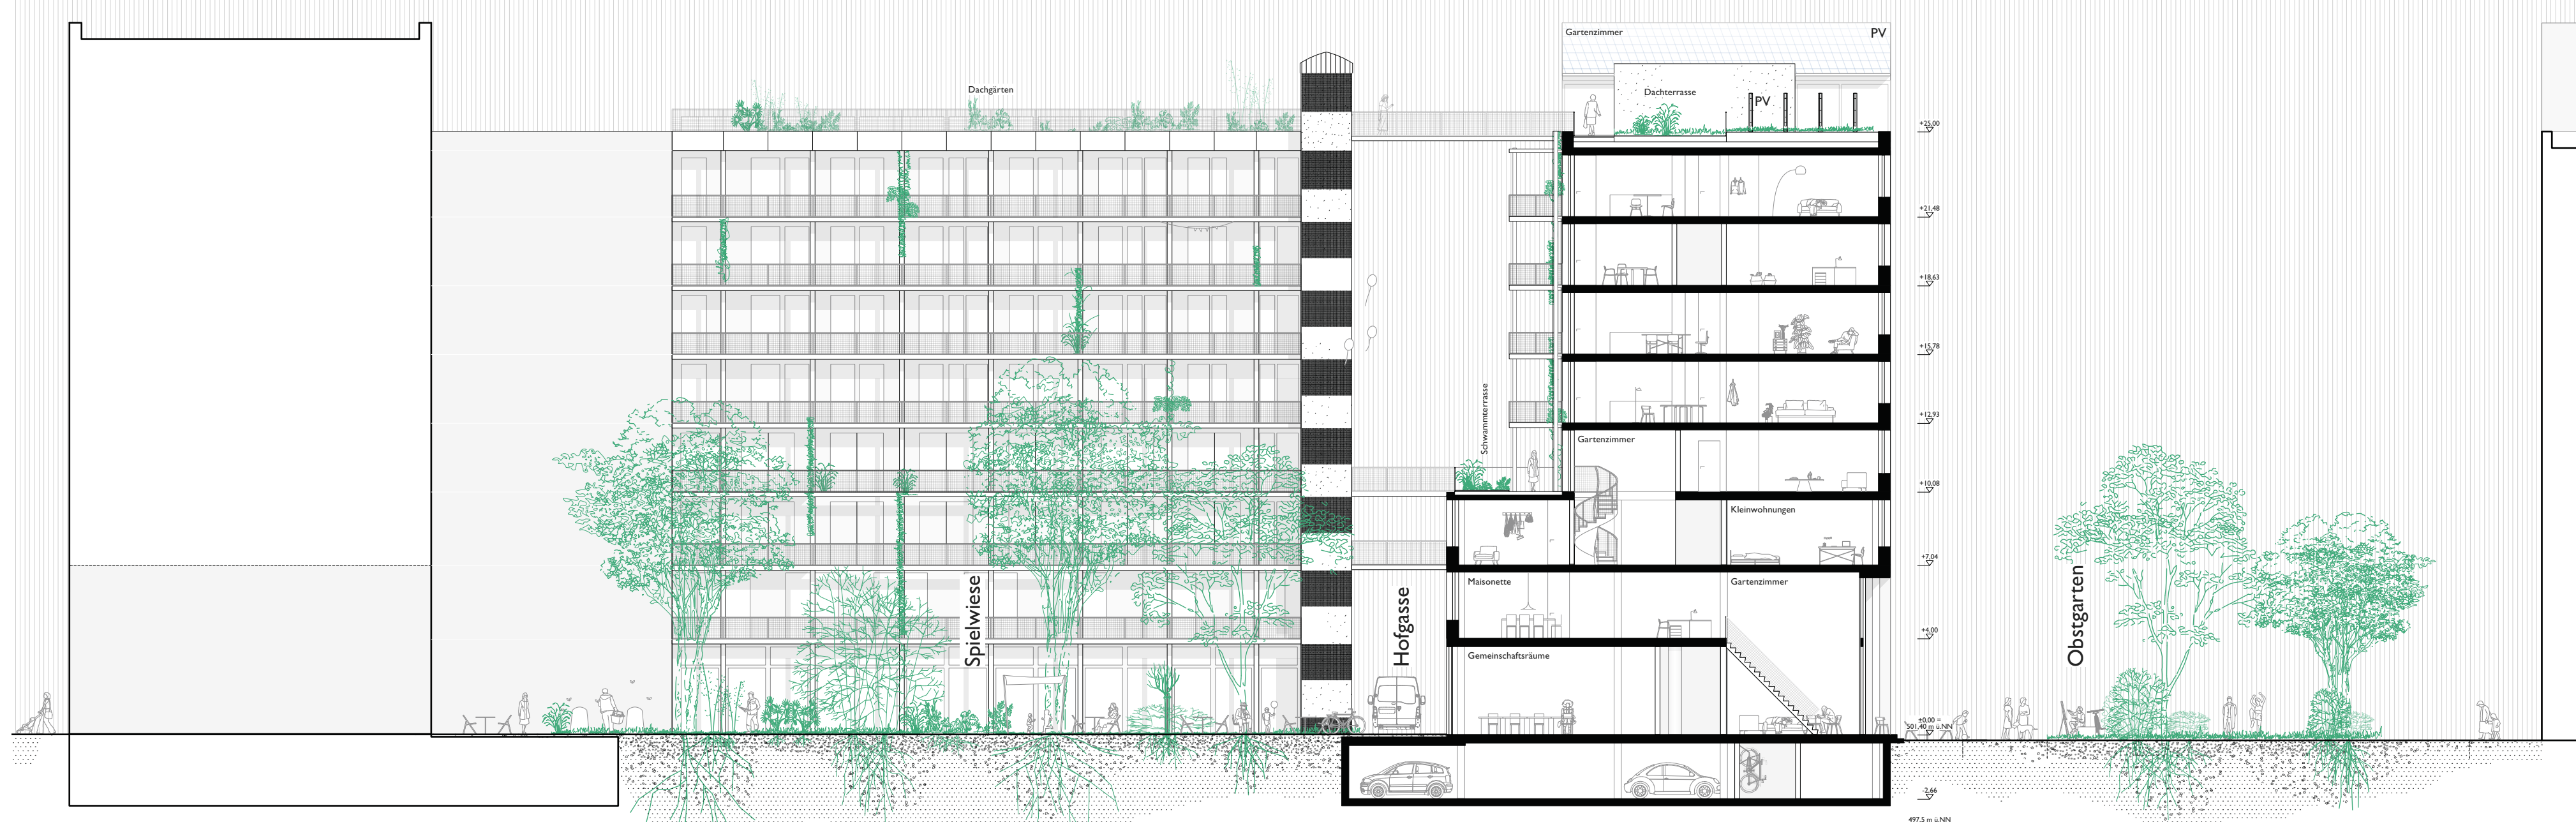 Gartenzimmer
PV
Dachgärten
Dachterrasse
PV
+25,00
+21,48
+18,63
+15,78
+12,93
Schwammterrasse
Gartenzimmer
+10,08
Kleinwohnungen
+7,04
Spielwiese
Hofgasse
Maisonette
Gartenzimmer
Obstgarten
+4,00
Gemeinschaftsräume
±0,00 =
501,40 m ü.NN
-2,66
497,5 m ü.NN